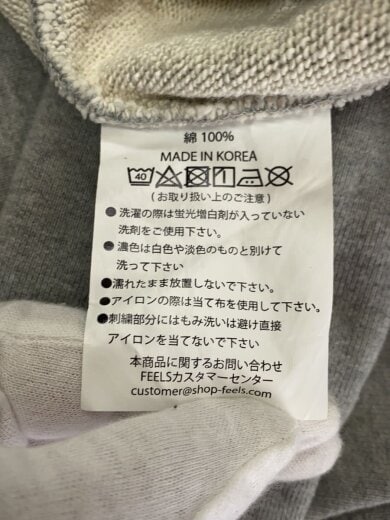 綿 100%
MADE IN KOREA
40
(お取り扱い上のご注意)
●洗濯の際は蛍光増白剤が入っていない
洗剤をご使用下さい。
●濃色は白色や淡色のものと別けて
洗って下さい
●濡れたまま放置しないで下さい。
●アイロンの際は当て布を使用して下さい。
●刺繍部分にはもみ洗いは避け直接
アイロンを当てないで下さい
本商品に関するお問い合わせ
FEELSカスタマーセンター
customer@shop-feels.com